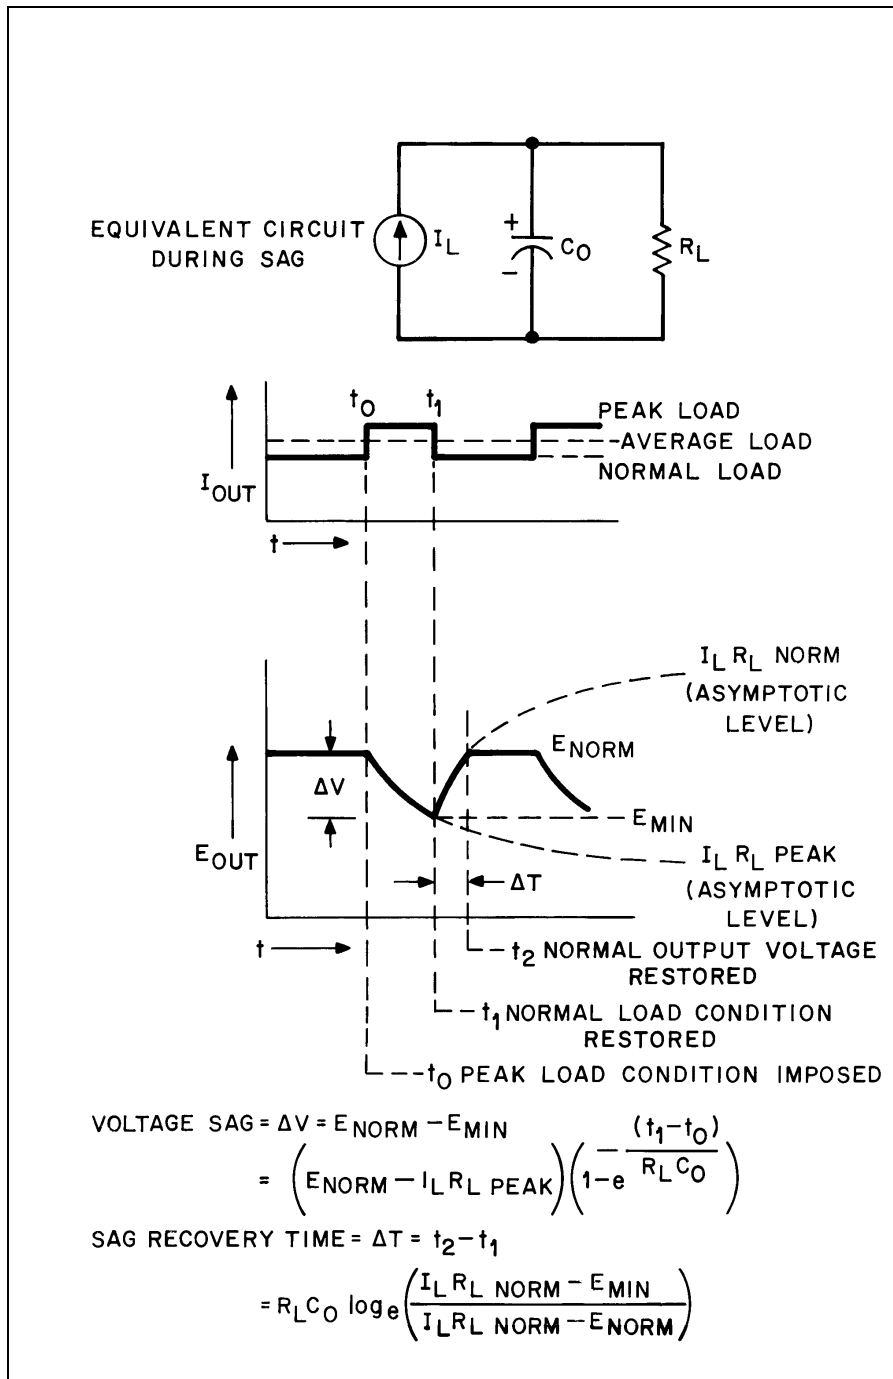 EQUIVALENT CIRCUIT
DURING SAG
I_L
+
−
C_O
R_L
t_0
t_1
PEAK LOAD
AVERAGE LOAD
NORMAL LOAD
I_OUT
t
I_L R_L NORM
(ASYMPTOTIC
LEVEL)
E_NORM
ΔV
E_MIN
E_OUT
I_L R_L PEAK
(ASYMPTOTIC
LEVEL)
ΔT
t
t_2 NORMAL OUTPUT VOLTAGE
RESTORED
t_1 NORMAL LOAD CONDITION
RESTORED
t_0 PEAK LOAD CONDITION IMPOSED
VOLTAGE SAG = ΔV = E_NORM − E_MIN
= (E_NORM − I_L R_L PEAK)(1−e^−(t_1−t_0)/R_L C_O)
SAG RECOVERY TIME = ΔT = t_2 − t_1
= R_L C_O log_e (I_L R_L NORM − E_MIN / I_L R_L NORM − E_NORM)